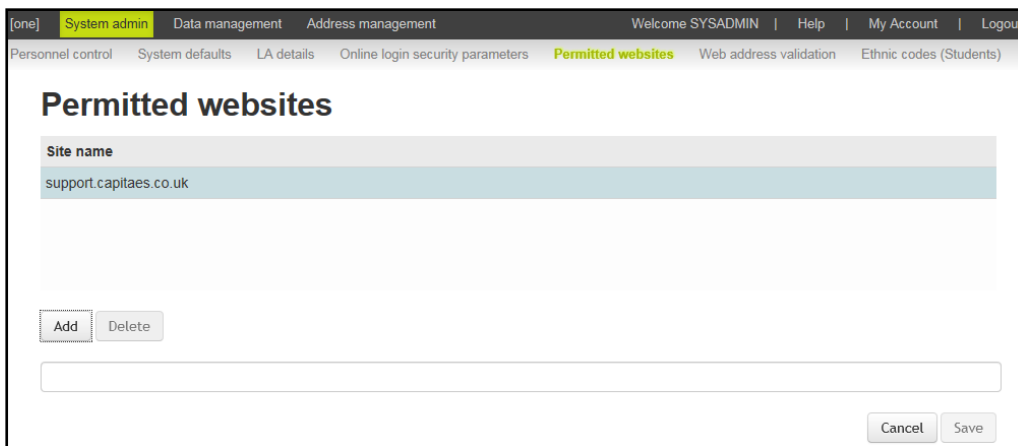 [one] System admin Data management Address management Welcome SYSADMIN | Help | My Account | Logou
Personnel control System defaults LA details Online login security parameters Permitted websites Web address validation Ethnic codes (Students)
Permitted websites
Site name
support.capitaes.co.uk
Add Delete
Cancel Save